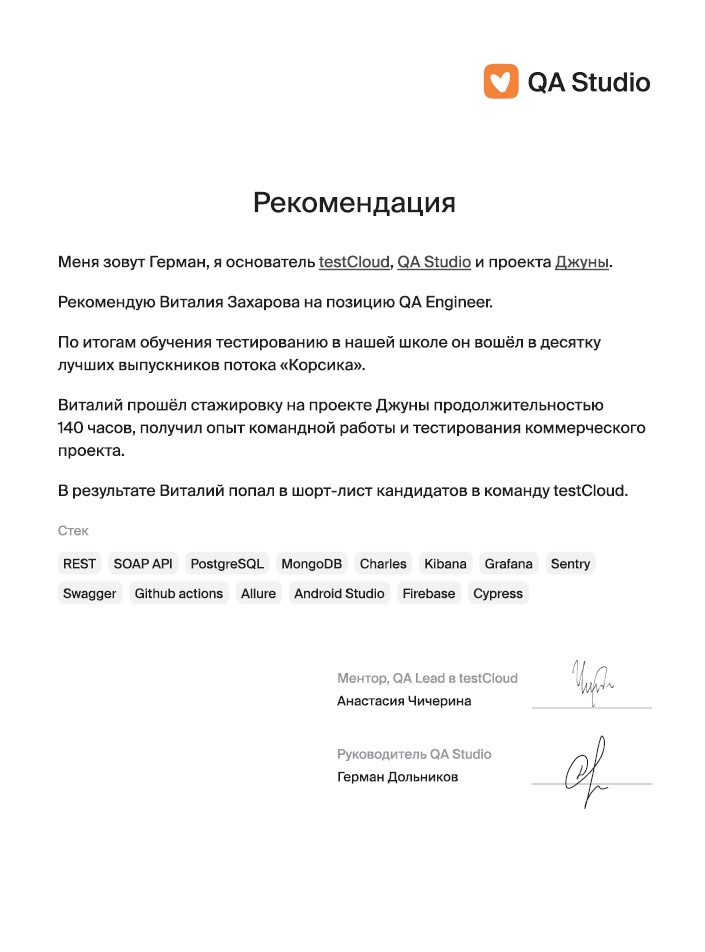 QA Studio
Рекомендация
Меня зовут Герман, я основатель testCloud, QA Studio и проекта Джуны.
Рекомендую Виталия Захарова на позицию QA Engineer.
По итогам обучения тестированию в нашей школе он вошёл в десятку
лучших выпускников потока «Корсика».
Виталий прошёл стажировку на проекте Джуны продолжительностью
140 часов, получил опыт командной работы и тестирования коммерческого
проекта.
В результате Виталий попал в шорт-лист кандидатов в команду testCloud.
Стек
REST SOAP API PostgreSQL MongoDB Charles Kibana Grafana Sentry
Swagger Github actions Allure Android Studio Firebase Cypress
Ментор, QA Lead в testCloud
Анастасия Чичерина
Руководитель QA Studio
Герман Дольников